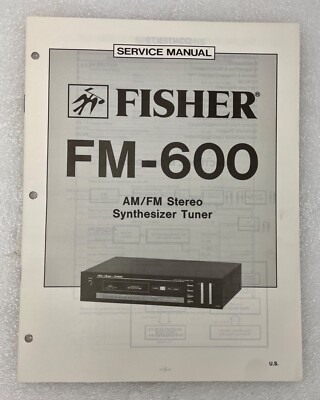 SERVICE MANUAL
FISHER®
FM-600
AM/FM Stereo
Synthesizer Tuner
U.S.